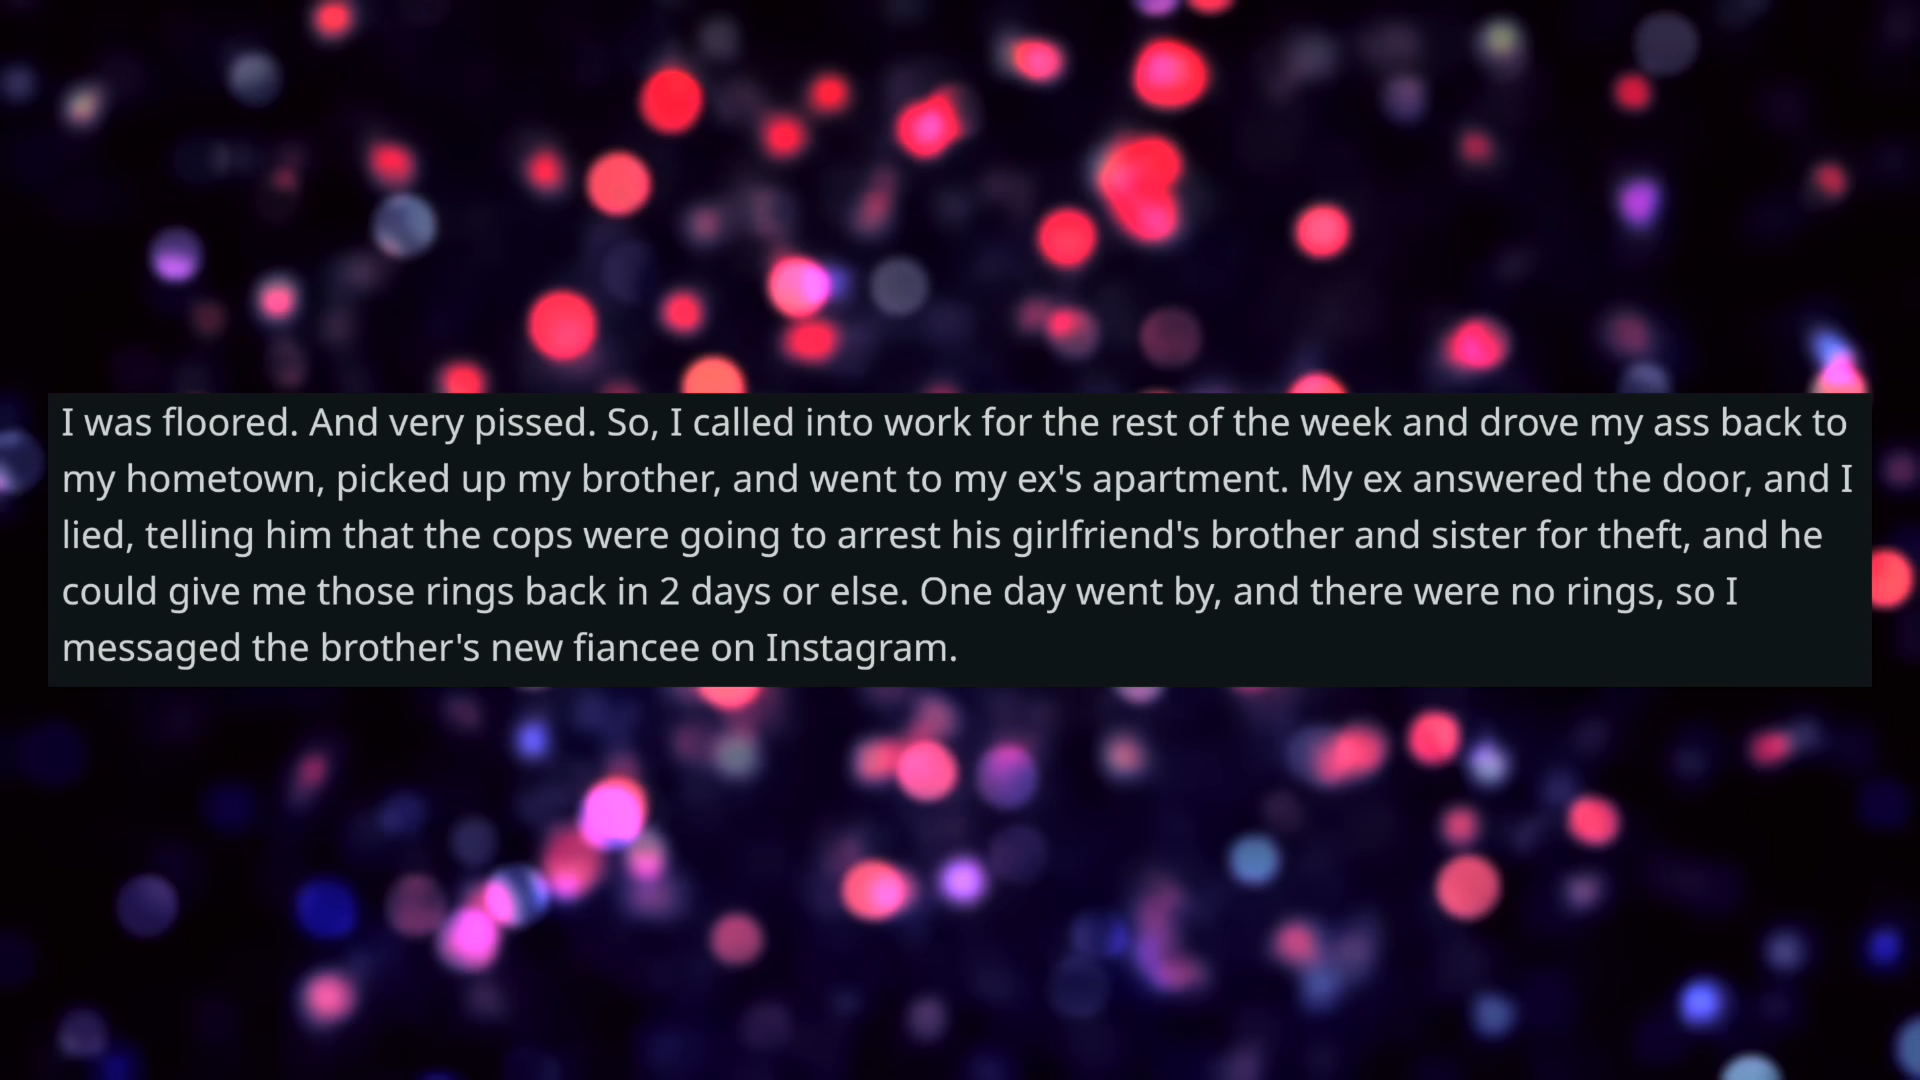 I was floored. And very pissed. So, I called into work for the rest of the week and drove my ass back to
my hometown, picked up my brother, and went to my ex's apartment. My ex answered the door, and I
lied, telling him that the cops were going to arrest his girlfriend's brother and sister for theft, and he
could give me those rings back in 2 days or else. One day went by, and there were no rings, so I
messaged the brother's new fiancee on Instagram.